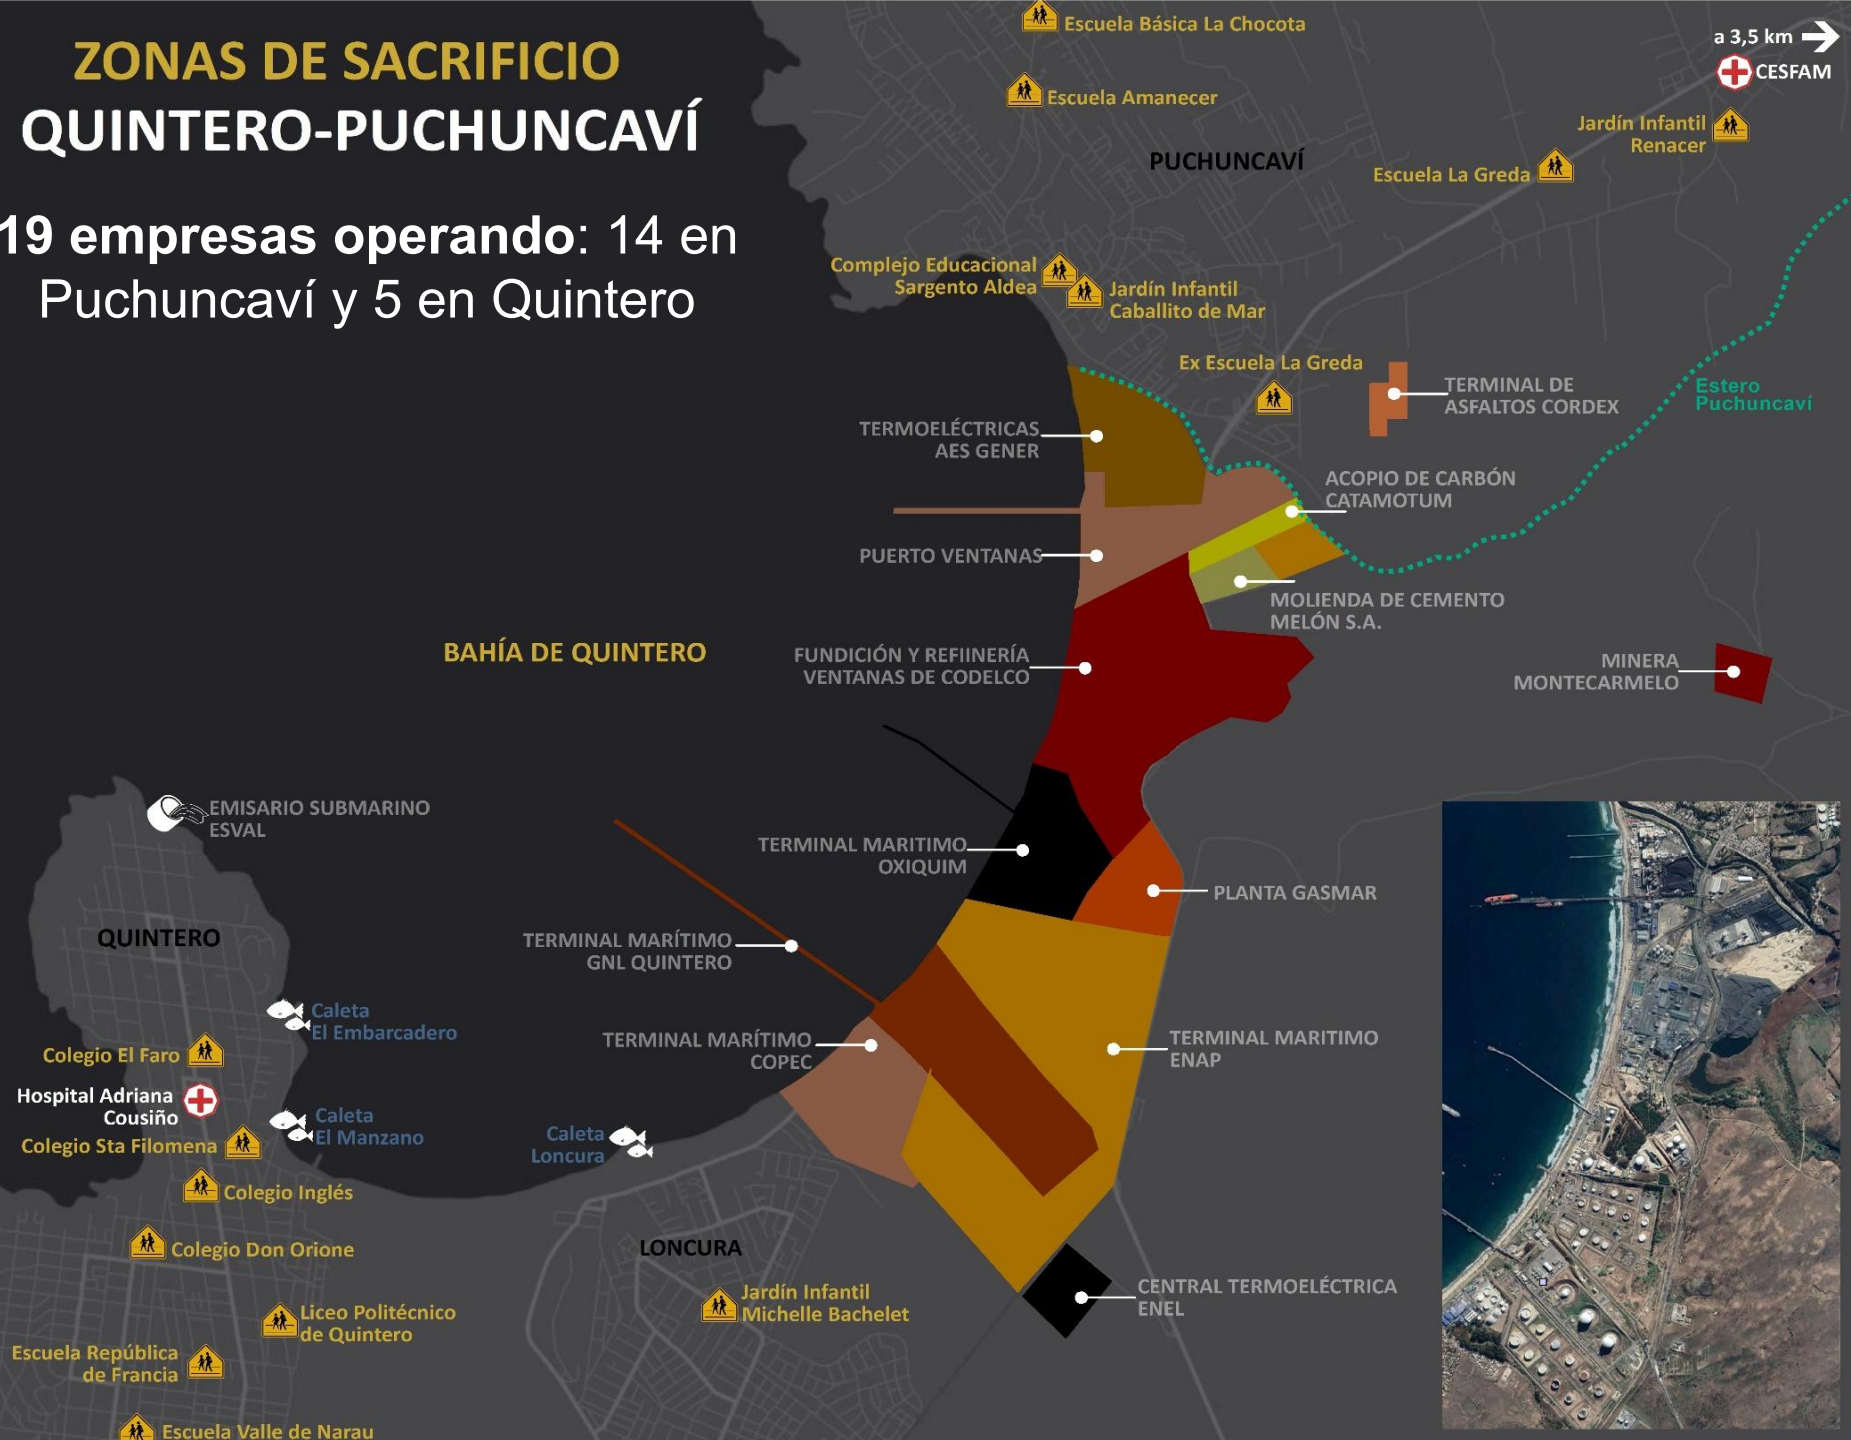 ZONAS DE SACRIFICIO
QUINTERO-PUCHUNCAVÍ
19 empresas operando: 14 en
Puchuncaví y 5 en Quintero
Escuela Básica La Chocota
a 3,5 km
CESFAM
Escuela Amanecer
Jardín Infantil
Renacer
PUCHUNCAVÍ
Escuela La Greda
Complejo Educacional
Sargento Aldea
Jardín Infantil
Caballito de Mar
Ex Escuela La Greda
TERMINAL DE
ASFALTOS CORDEX
Estero
Puchuncaví
TERMOELÉCTRICAS
AES GENER
ACOPIO DE CARBÓN
CATAMOTUM
PUERTO VENTANAS
MOLIENDA DE CEMENTO
MELÓN S.A.
BAHÍA DE QUINTERO
FUNDICIÓN Y REFIINERÍA
VENTANAS DE CODELCO
MINERA
MONTECARMELO
EMISARIO SUBMARINO
ESVAL
TERMINAL MARITIMO
OXIQUIM
PLANTA GASMAR
QUINTERO
TERMINAL MARÍTIMO
GNL QUINTERO
Caleta
El Embarcadero
TERMINAL MARÍTIMO
COPEC
TERMINAL MARITIMO
ENAP
Colegio El Faro
Hospital Adriana
Cousiño
Caleta
El Manzano
Colegio Sta Filomena
Caleta
Loncura
Colegio Inglés
Colegio Don Orione
LONCURA
Jardín Infantil
Michelle Bachelet
CENTRAL TERMOELÉCTRICA
ENEL
Liceo Politécnico
de Quintero
Escuela República
de Francia
Escuela Valle de Narau